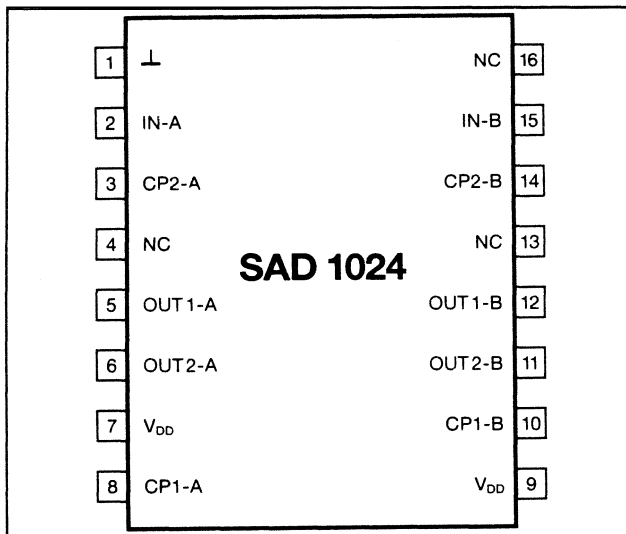 1 ⊥ NC 16
2 IN-A IN-B 15
3 CP2-A CP2-B 14
4 NC NC 13
SAD 1024
5 OUT1-A OUT1-B 12
6 OUT2-A OUT2-B 11
7 VDD CP1-B 10
8 CP1-A VDD 9